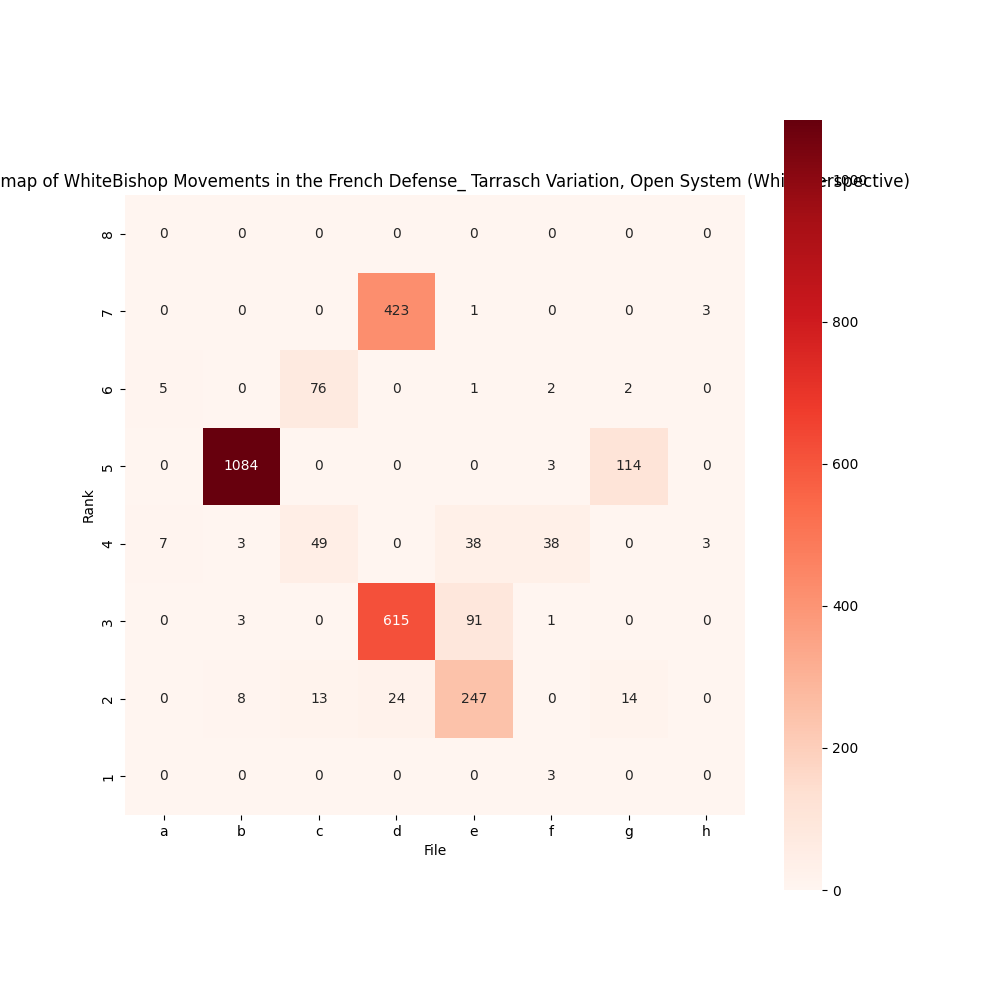 map of WhiteBishop Movements in the French Defense_ Tarrasch Variation, Open System (Whi erspective)
1000
8 0 0 0 0 0 0 0 0
7 0 0 0 423 1 0 0 3
800
6 5 0 76 0 1 2 2 0
5 0 1084 0 0 0 3 114 0
600
Rank
4 7 3 49 0 38 38 0 3
400
3 0 3 0 615 91 1 0 0
2 0 8 13 24 247 0 14 0
200
1 0 0 0 0 0 3 0 0
a b c d e f g h
File
0